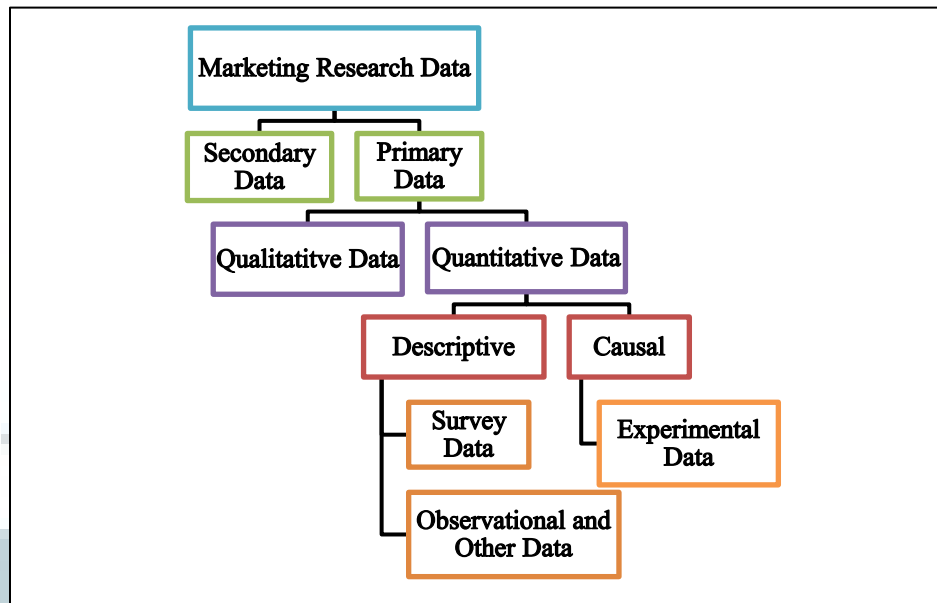 Marketing Research Data
Secondary
Data
Primary
Data
Qualitatitve Data
Quantitative Data
Descriptive
Causal
Survey
Data
Experimental
Data
Observational and
Other Data